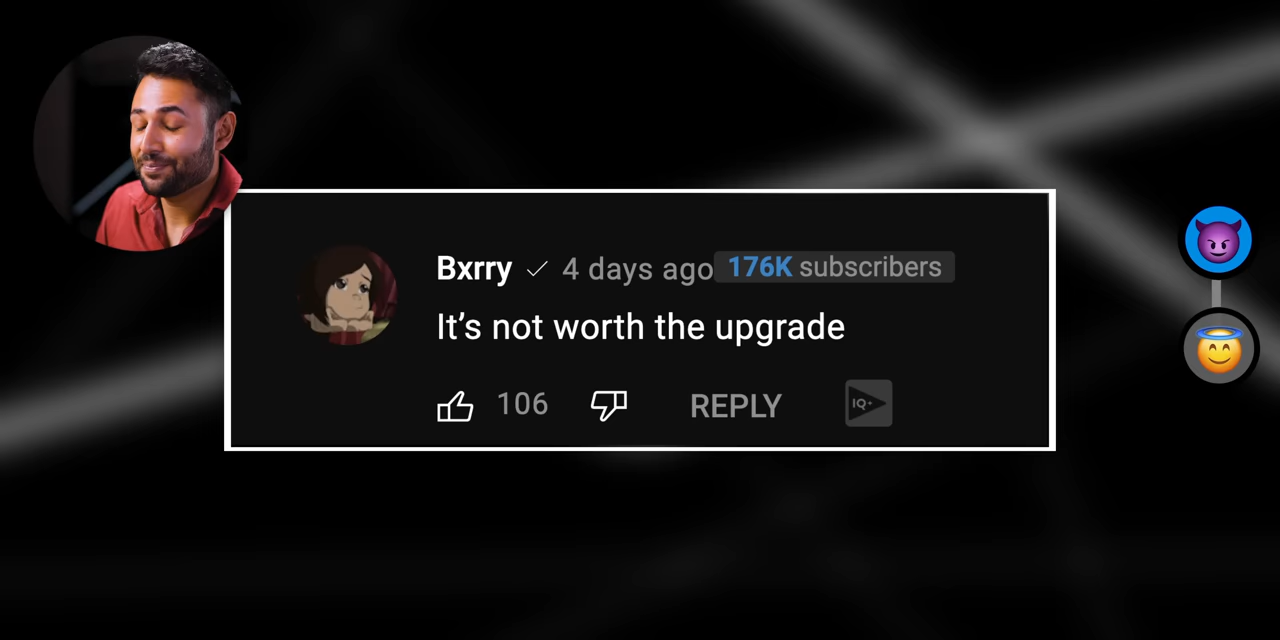 Bxrry ✓ 4 days ago 176K subscribers
It’s not worth the upgrade
106 REPLY IQ+